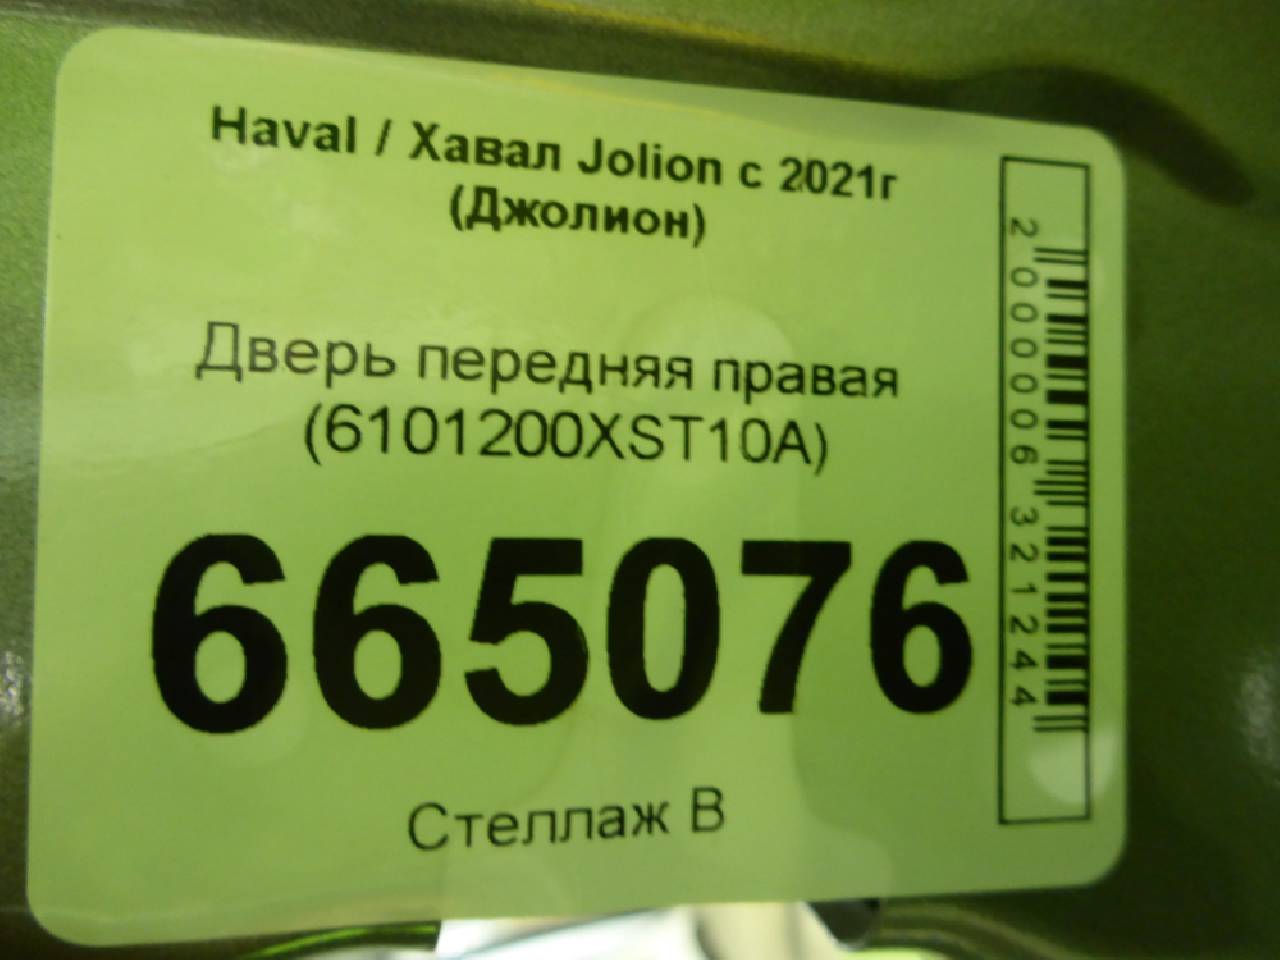 Haval / Хавал Jolion с 2021г
(Джолион)
Дверь передняя правая
(6101200XST10A)
665076
Стеллаж В
2000006321244